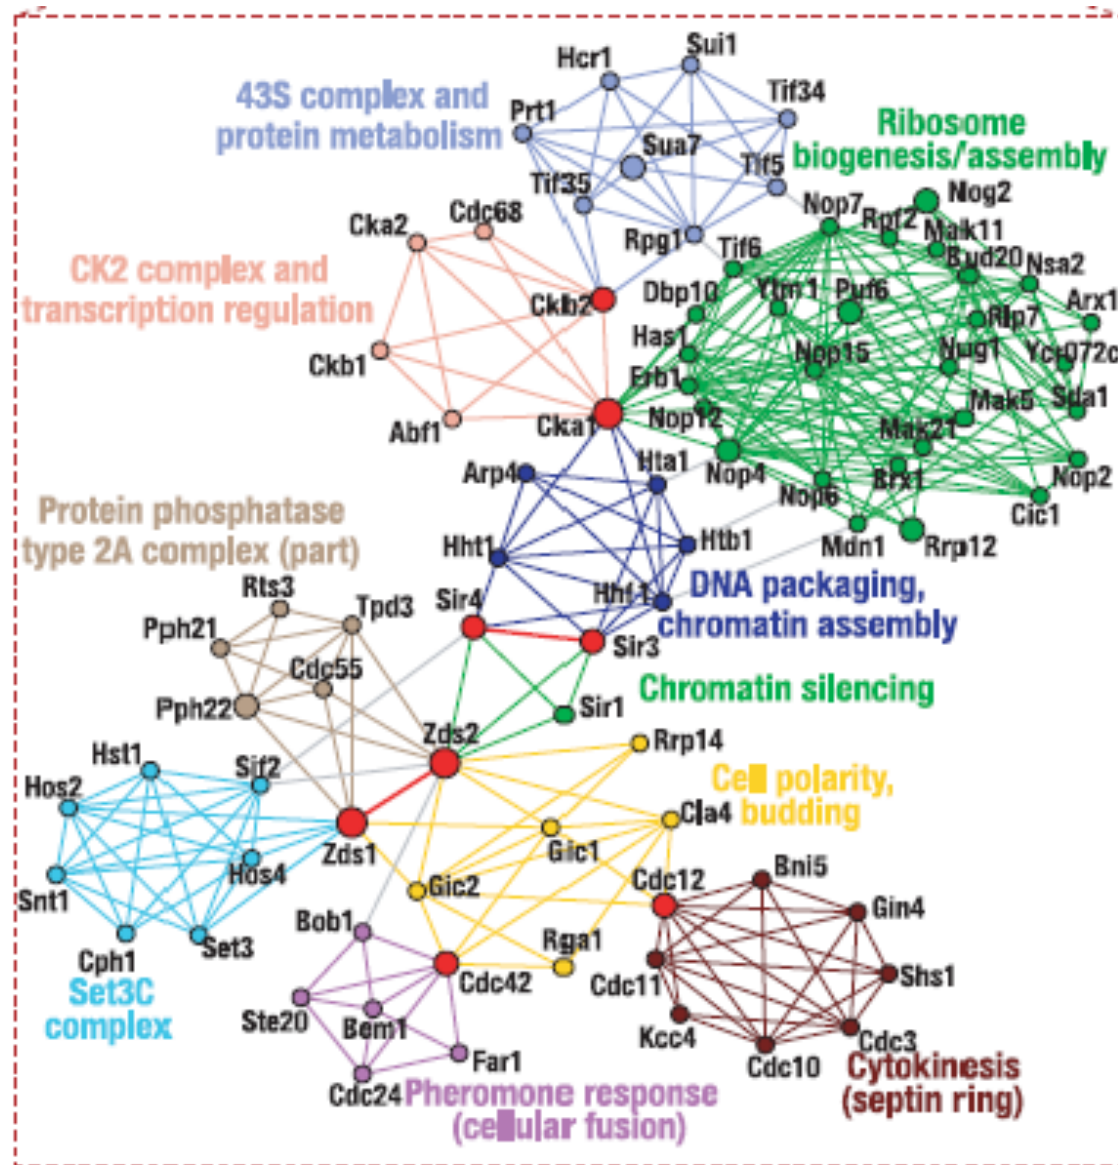 Sui1
Hcr1
43S complex and
protein metabolism
Prt1
Tif34
Ribosome
biogenesis/assembly
Sua7
Tif5
Tif35
Nop7
Nog2
Rpf2
Cka2
Cdc68
Rpg1
Tif6
Mak11
Bud20
Nsa2
CK2 complex and
transcription regulation
Ckb2
Dbp10
Ytm1
Puf6
Arx1
Rlp7
Has1
Nop15
Nug1
Ycr072c
Ckb1
Erb1
Mak5
Sda1
Abf1
Cka1
Nop12
Mak21
Arp4
Hta1
Nop4
Nop6
Brx1
Nop2
Cic1
Protein phosphatase
type 2A complex (part)
Hht1
Htb1
Mdn1
Rrp12
Rts3
Tpd3
Sir4
Hhf1
DNA packaging,
chromatin assembly
Pph21
Cdc55
Sir3
Chromatin silencing
Pph22
Sir1
Zds2
Hst1
Sif2
Rrp14
Hos2
Cell polarity,
budding
Cla4
Zds1
Gic1
Hos4
Snt1
Gic2
Cdc12
Bni5
Gin4
Set3
Cph1
Bob1
Rga1
Cdc11
Shs1
Set3C
complex
Cdc42
Ste20
Bem1
Kcc4
Cdc3
Far1
Cdc10
Cdc24
Pheromone response
(cellular fusion)
Cytokinesis
(septin ring)